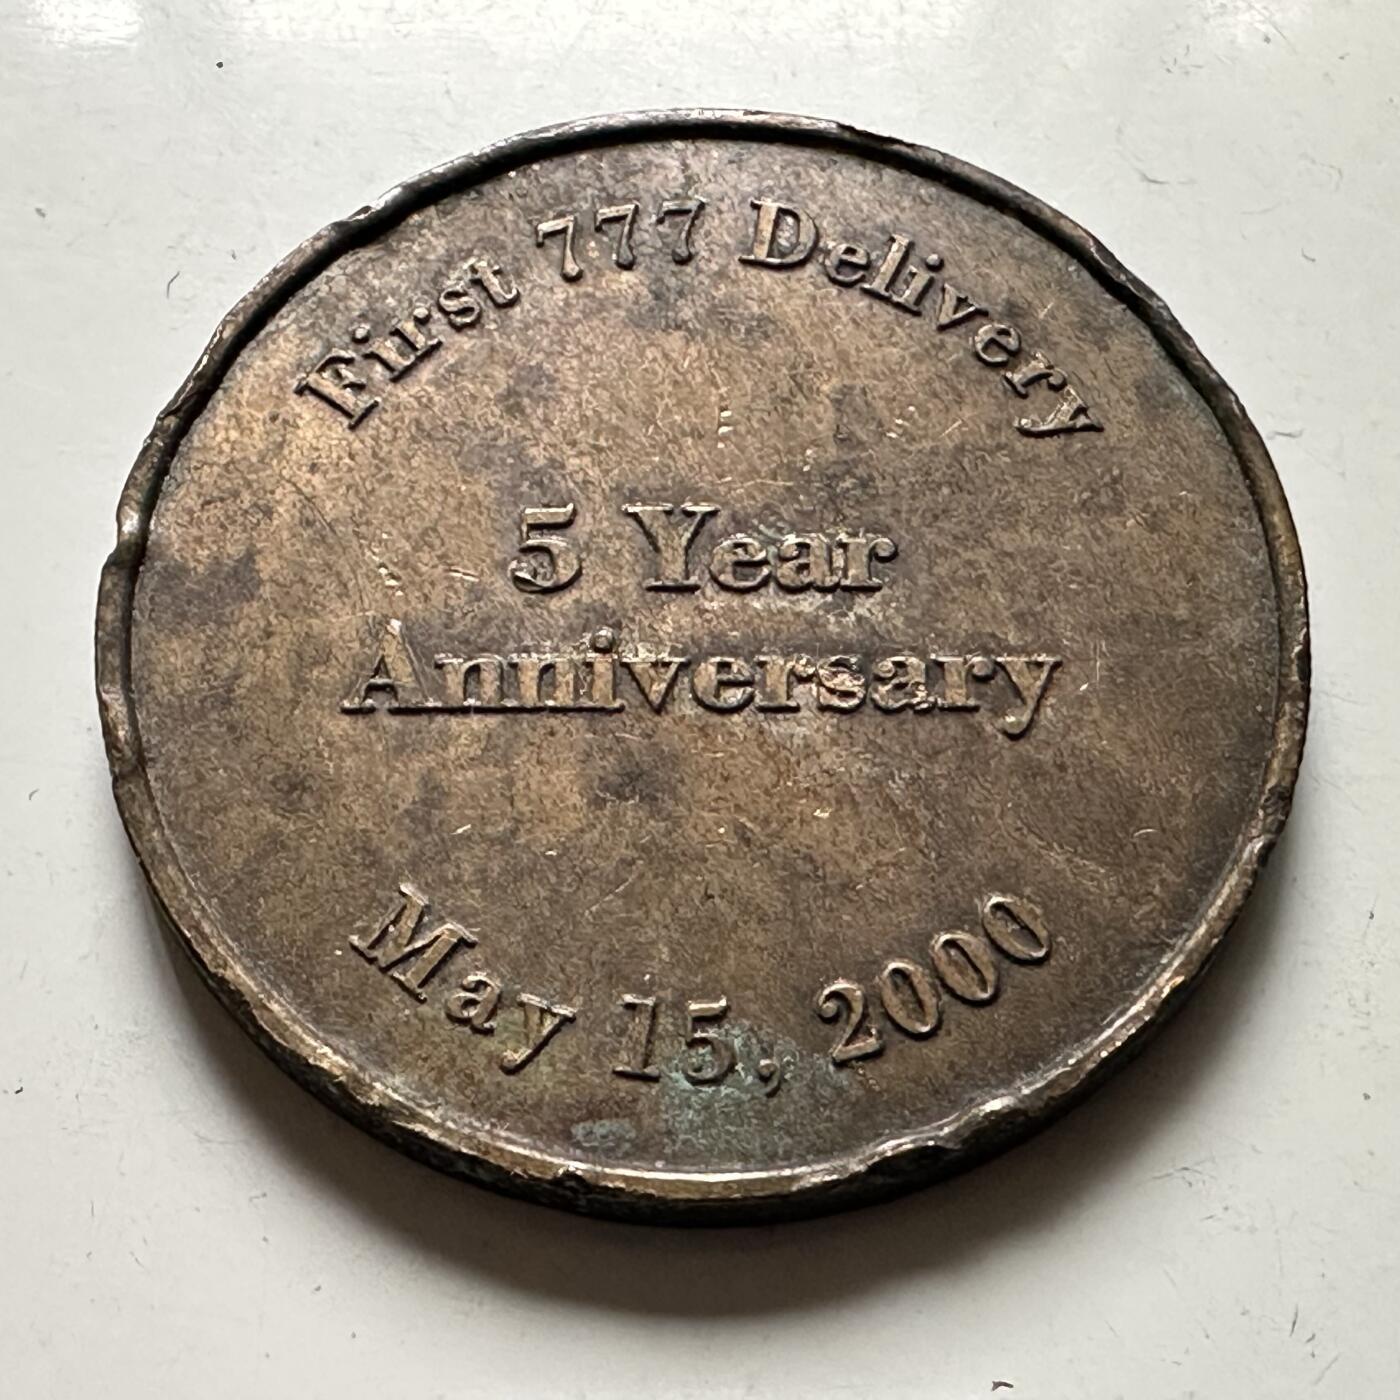 First 777 Delivery
5 Year
Anniversary
May 15, 2000